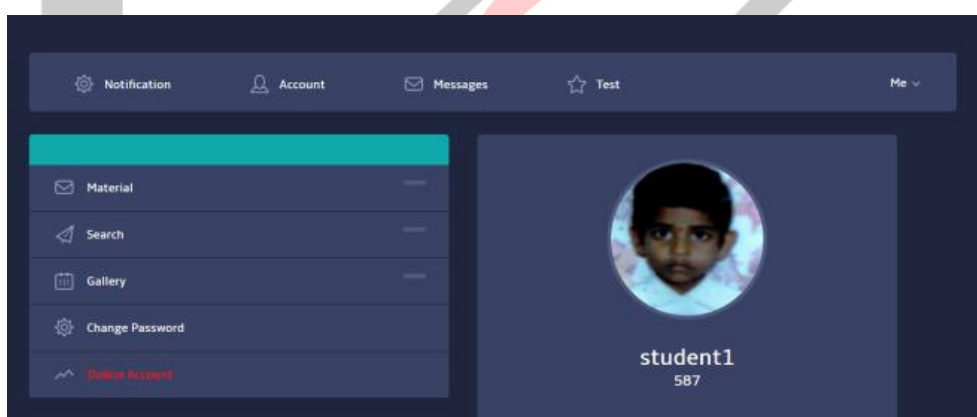 Notification Account Messages Test Me
Material
Search
Gallery
Change Password
Delete Account
student1
587